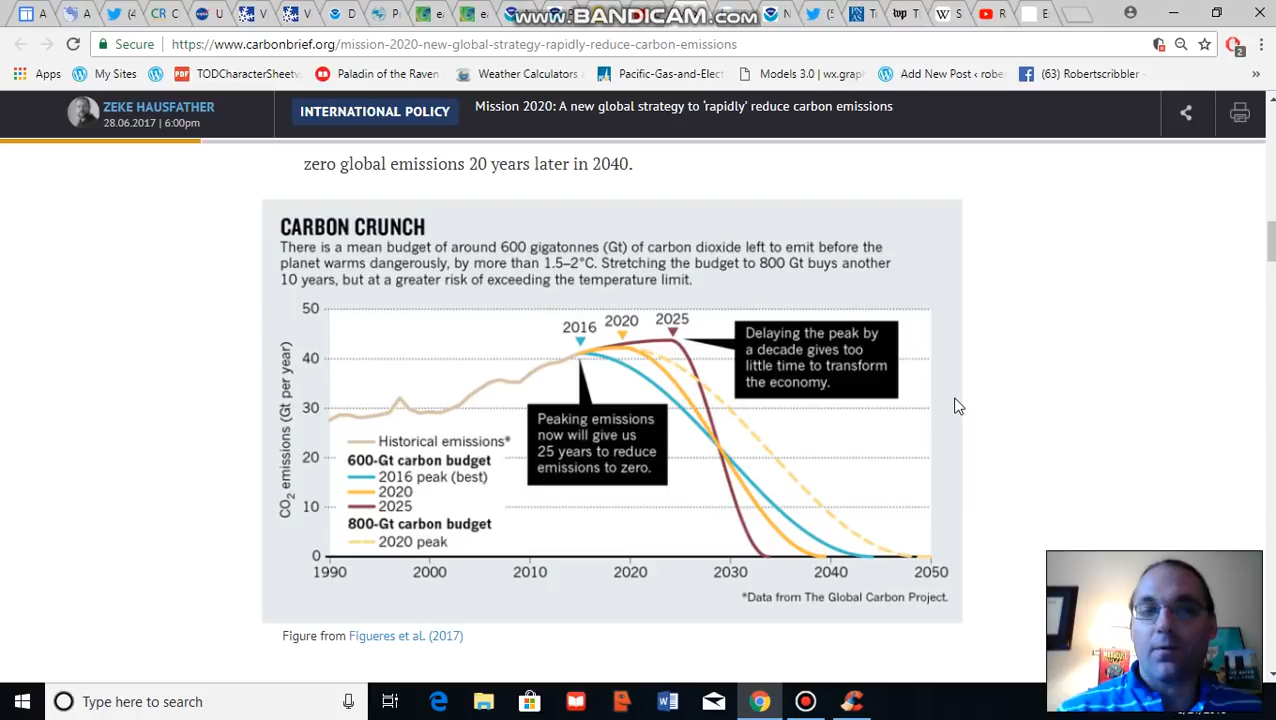 www.BANDICAM.com
Secure
https://www.carbonbrief.org/mission-2020-new-global-strategy-rapidly-reduce-carbon-emissions
2
Apps
My Sites
TODCharacterSheetv.
Paladin of the Raven
Weather Calculators
Pacific-Gas-and-Elec
Models 3.0 | wx.graph
Add New Post ‹ robe
(63) Robertscribbler -
ZEKE HAUSFATHER
28.06.2017 | 6:00pm
INTERNATIONAL POLICY
Mission 2020: A new global strategy to ‘rapidly’ reduce carbon emissions
zero global emissions 20 years later in 2040.
CARBON CRUNCH
There is a mean budget of around 600 gigatonnes (Gt) of carbon dioxide left to emit before the
planet warms dangerously, by more than 1.5–2°C. Stretching the budget to 800 Gt buys another
10 years, but at a greater risk of exceeding the temperature limit.
50
40
30
20
10
0
CO2 emissions (Gt per year)
2016
2020
2025
Delaying the peak by
a decade gives too
little time to transform
the economy.
Peaking emissions
now will give us
25 years to reduce
emissions to zero.
Historical emissions*
600-Gt carbon budget
2016 peak (best)
2020
2025
800-Gt carbon budget
2020 peak
1990
2000
2010
2020
2030
2040
2050
*Data from The Global Carbon Project.
Figure from Figueres et al. (2017)
Type here to search